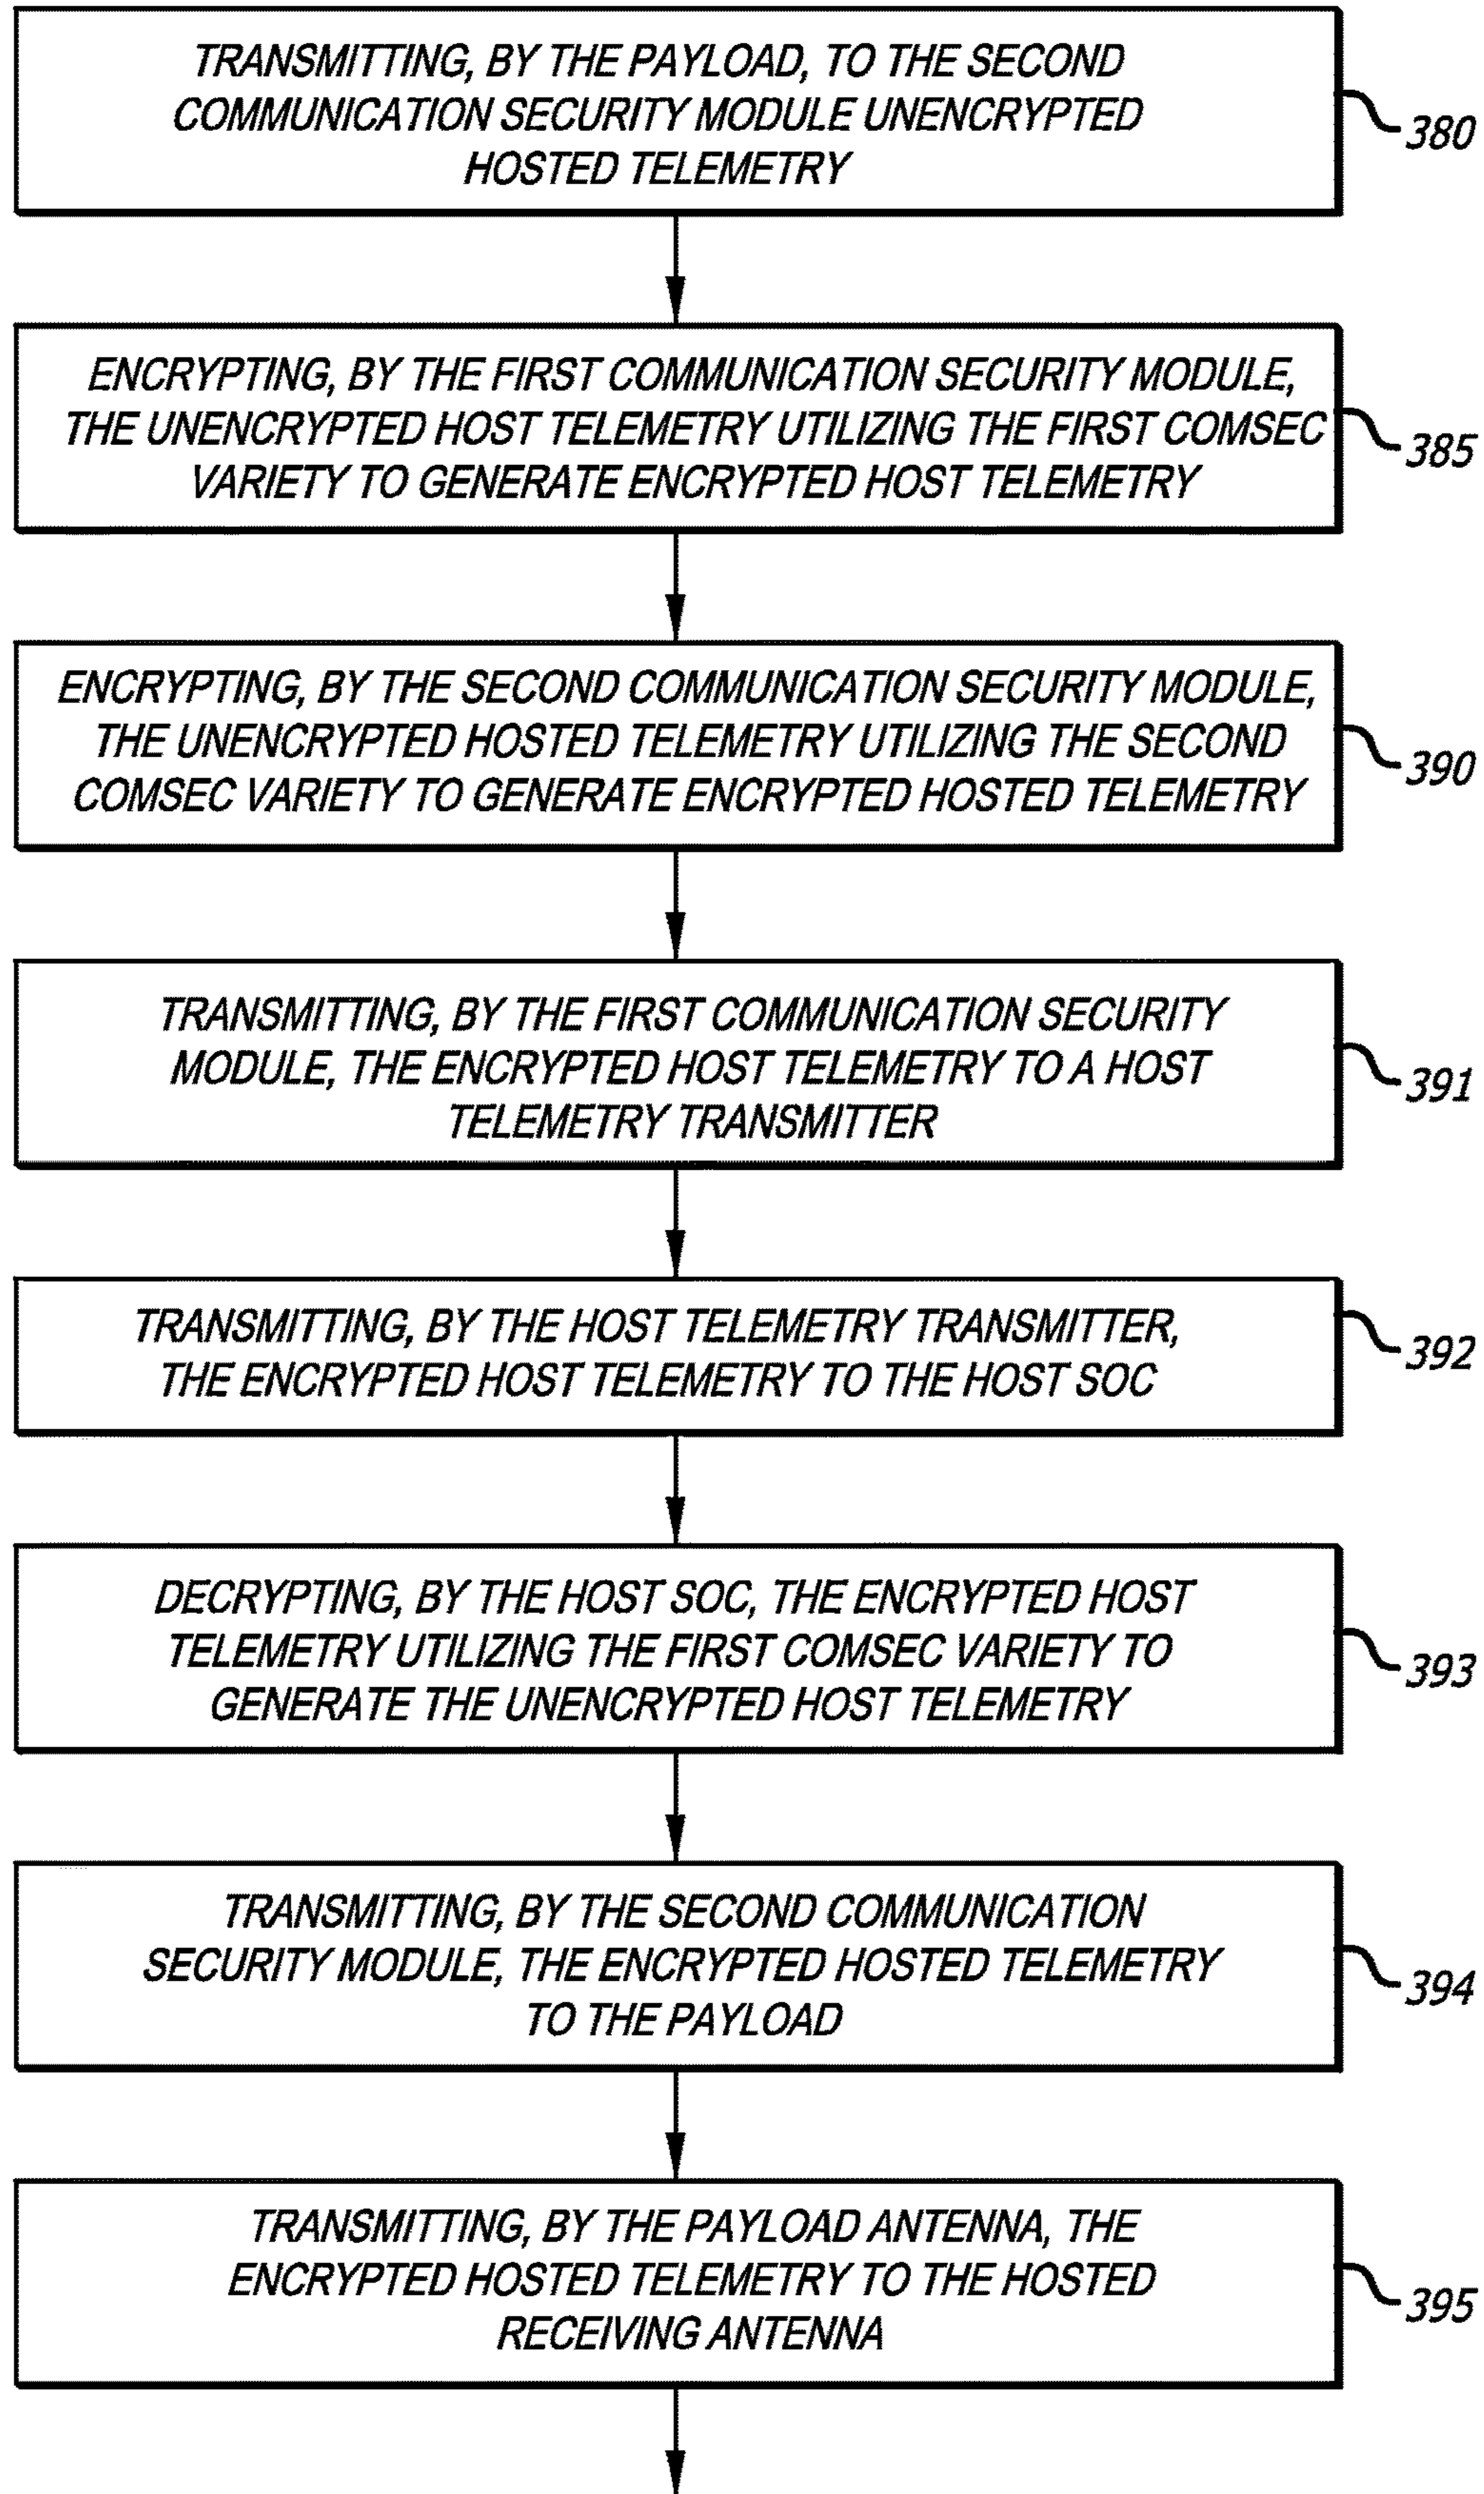 TRANSMITTING, BY THE PAYLOAD, TO THE SECOND
COMMUNICATION SECURITY MODULE UNENCRYPTED
HOSTED TELEMETRY
380
ENCRYPTING, BY THE FIRST COMMUNICATION SECURITY MODULE,
THE UNENCRYPTED HOST TELEMETRY UTILIZING THE FIRST COMSEC
VARIETY TO GENERATE ENCRYPTED HOST TELEMETRY
385
ENCRYPTING, BY THE SECOND COMMUNICATION SECURITY MODULE,
THE UNENCRYPTED HOSTED TELEMETRY UTILIZING THE SECOND
COMSEC VARIETY TO GENERATE ENCRYPTED HOSTED TELEMETRY
390
TRANSMITTING, BY THE FIRST COMMUNICATION SECURITY
MODULE, THE ENCRYPTED HOST TELEMETRY TO A HOST
TELEMETRY TRANSMITTER
391
TRANSMITTING, BY THE HOST TELEMETRY TRANSMITTER,
THE ENCRYPTED HOST TELEMETRY TO THE HOST SOC
392
DECRYPTING, BY THE HOST SOC, THE ENCRYPTED HOST
TELEMETRY UTILIZING THE FIRST COMSEC VARIETY TO
GENERATE THE UNENCRYPTED HOST TELEMETRY
393
TRANSMITTING, BY THE SECOND COMMUNICATION
SECURITY MODULE, THE ENCRYPTED HOSTED TELEMETRY
TO THE PAYLOAD
394
TRANSMITTING, BY THE PAYLOAD ANTENNA, THE
ENCRYPTED HOSTED TELEMETRY TO THE HOSTED
RECEIVING ANTENNA
395